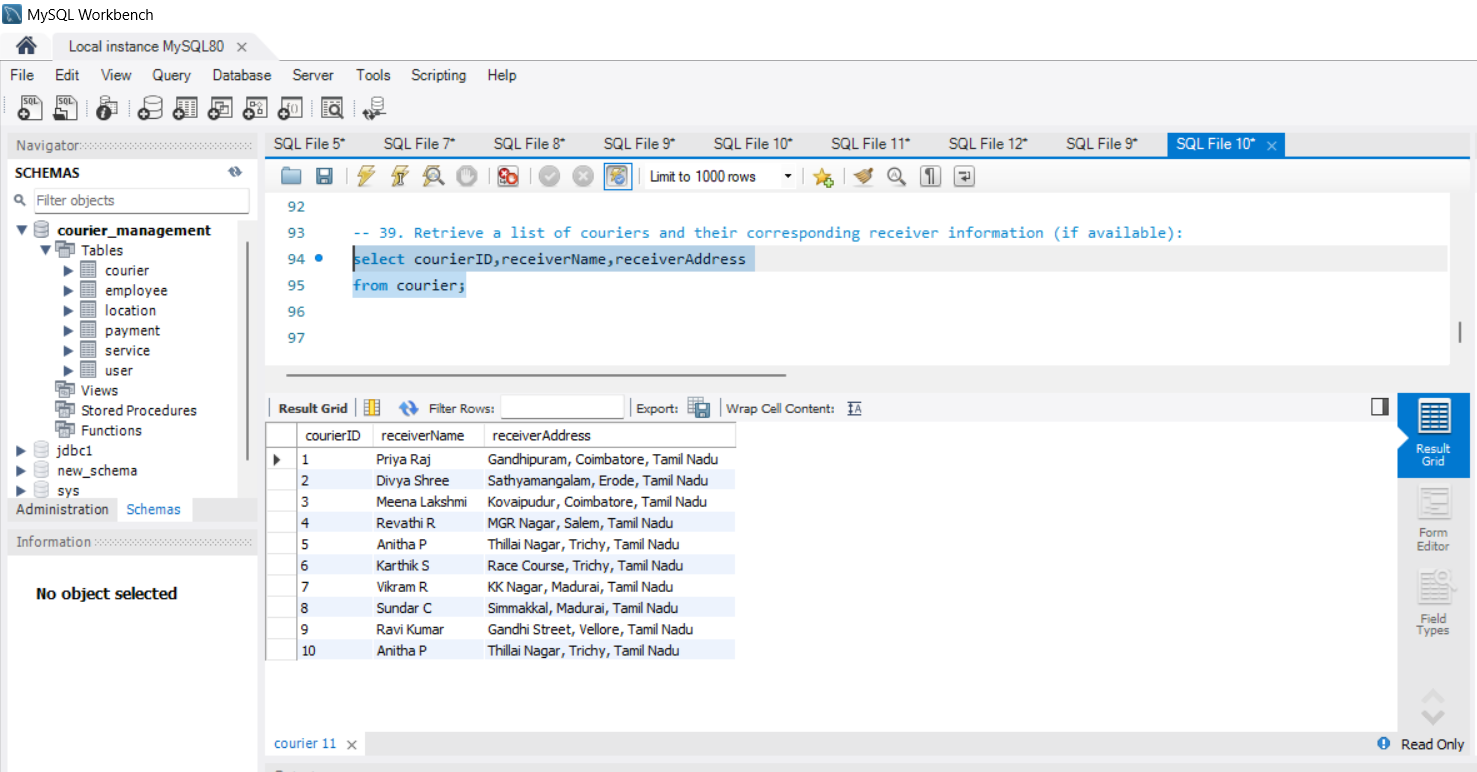 MySQL Workbench
Local instance MySQL80
File Edit View Query Database Server Tools Scripting Help
Navigator
SCHEMAS
Filter objects
courier_management
Tables
courier
employee
location
payment
service
user
Views
Stored Procedures
Functions
jdbc1
new_schema
sys
Administration Schemas
Information
No object selected
SQL File 5* SQL File 7* SQL File 8* SQL File 9* SQL File 10* SQL File 11* SQL File 12* SQL File 9* SQL File 10*
Limit to 1000 rows
92
93 -- 39. Retrieve a list of couriers and their corresponding receiver information (if available):
94 select courierID,receiverName,receiverAddress
95 from courier;
96
97
Result Grid Filter Rows: Export: Wrap Cell Content:
courierID receiverName receiverAddress
1 Priya Raj Gandhipuram, Coimbatore, Tamil Nadu
2 Divya Shree Sathyamangalam, Erode, Tamil Nadu
3 Meena Lakshmi Kovaipudur, Coimbatore, Tamil Nadu
4 Revathi R MGR Nagar, Salem, Tamil Nadu
5 Anitha P Thillai Nagar, Trichy, Tamil Nadu
6 Karthik S Race Course, Trichy, Tamil Nadu
7 Vikram R KK Nagar, Madurai, Tamil Nadu
8 Sundar C Simmakkal, Madurai, Tamil Nadu
9 Ravi Kumar Gandhi Street, Vellore, Tamil Nadu
10 Anitha P Thillai Nagar, Trichy, Tamil Nadu
Result
Grid
Form
Editor
Field
Types
courier 11
Read Only